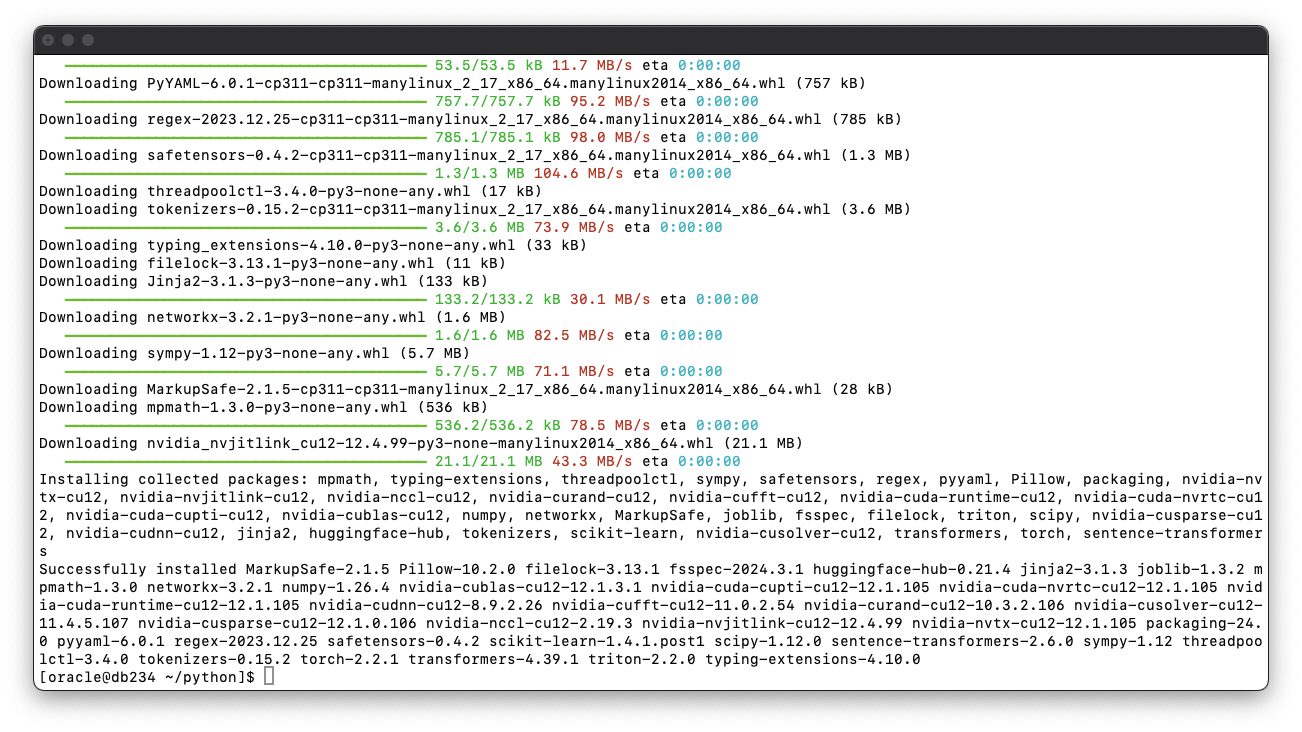 53.5/53.5 kB 11.7 MB/s eta 0:00:00
Downloading PyYAML-6.0.1-cp311-cp311-manylinux_2_17_x86_64.manylinux2014_x86_64.whl (757 kB)
757.7/757.7 kB 95.2 MB/s eta 0:00:00
Downloading regex-2023.12.25-cp311-cp311-manylinux_2_17_x86_64.manylinux2014_x86_64.whl (785 kB)
785.1/785.1 kB 98.0 MB/s eta 0:00:00
Downloading safetensors-0.4.2-cp311-cp311-manylinux_2_17_x86_64.manylinux2014_x86_64.whl (1.3 MB)
1.3/1.3 MB 104.6 MB/s eta 0:00:00
Downloading threadpoolctl-3.4.0-py3-none-any.whl (17 kB)
Downloading tokenizers-0.15.2-cp311-cp311-manylinux_2_17_x86_64.manylinux2014_x86_64.whl (3.6 MB)
3.6/3.6 MB 73.9 MB/s eta 0:00:00
Downloading typing_extensions-4.10.0-py3-none-any.whl (33 kB)
Downloading filelock-3.13.1-py3-none-any.whl (11 kB)
Downloading Jinja2-3.1.3-py3-none-any.whl (133 kB)
133.2/133.2 kB 30.1 MB/s eta 0:00:00
Downloading networkx-3.2.1-py3-none-any.whl (1.6 MB)
1.6/1.6 MB 82.5 MB/s eta 0:00:00
Downloading sympy-1.12-py3-none-any.whl (5.7 MB)
5.7/5.7 MB 71.1 MB/s eta 0:00:00
Downloading MarkupSafe-2.1.5-cp311-cp311-manylinux_2_17_x86_64.manylinux2014_x86_64.whl (28 kB)
Downloading mpmath-1.3.0-py3-none-any.whl (536 kB)
536.2/536.2 kB 78.5 MB/s eta 0:00:00
Downloading nvidia_nvjitlink_cu12-12.4.99-py3-none-manylinux2014_x86_64.whl (21.1 MB)
21.1/21.1 MB 43.3 MB/s eta 0:00:00
Installing collected packages: mpmath, typing-extensions, threadpoolctl, sympy, safetensors, regex, pyyaml, Pillow, packaging, nvidia-nv
tx-cu12, nvidia-nvjitlink-cu12, nvidia-nccl-cu12, nvidia-curand-cu12, nvidia-cufft-cu12, nvidia-cuda-runtime-cu12, nvidia-cuda-nvrtc-cu1
2, nvidia-cuda-cupti-cu12, nvidia-cublas-cu12, numpy, networkx, MarkupSafe, joblib, fsspec, filelock, triton, scipy, nvidia-cusparse-cu1
2, nvidia-cudnn-cu12, jinja2, huggingface-hub, tokenizers, scikit-learn, nvidia-cusolver-cu12, transformers, torch, sentence-transformer
s
Successfully installed MarkupSafe-2.1.5 Pillow-10.2.0 filelock-3.13.1 fsspec-2024.3.1 huggingface-hub-0.21.4 jinja2-3.1.3 joblib-1.3.2 m
pmath-1.3.0 networkx-3.2.1 numpy-1.26.4 nvidia-cublas-cu12-12.1.3.1 nvidia-cuda-cupti-cu12-12.1.105 nvidia-cuda-nvrtc-cu12-12.1.105 nvid
ia-cuda-runtime-cu12-12.1.105 nvidia-cudnn-cu12-8.9.2.26 nvidia-cufft-cu12-11.0.2.54 nvidia-curand-cu12-10.3.2.106 nvidia-cusolver-cu12-
11.4.5.107 nvidia-cusparse-cu12-12.1.0.106 nvidia-nccl-cu12-2.19.3 nvidia-nvjitlink-cu12-12.4.99 nvidia-nvtx-cu12-12.1.105 packaging-24.
0 pyyaml-6.0.1 regex-2023.12.25 safetensors-0.4.2 scikit-learn-1.4.1.post1 scipy-1.12.0 sentence-transformers-2.6.0 sympy-1.12 threadpoo
lctl-3.4.0 tokenizers-0.15.2 torch-2.2.1 transformers-4.39.1 triton-2.2.0 typing-extensions-4.10.0
[oracle@db234 ~/python]$